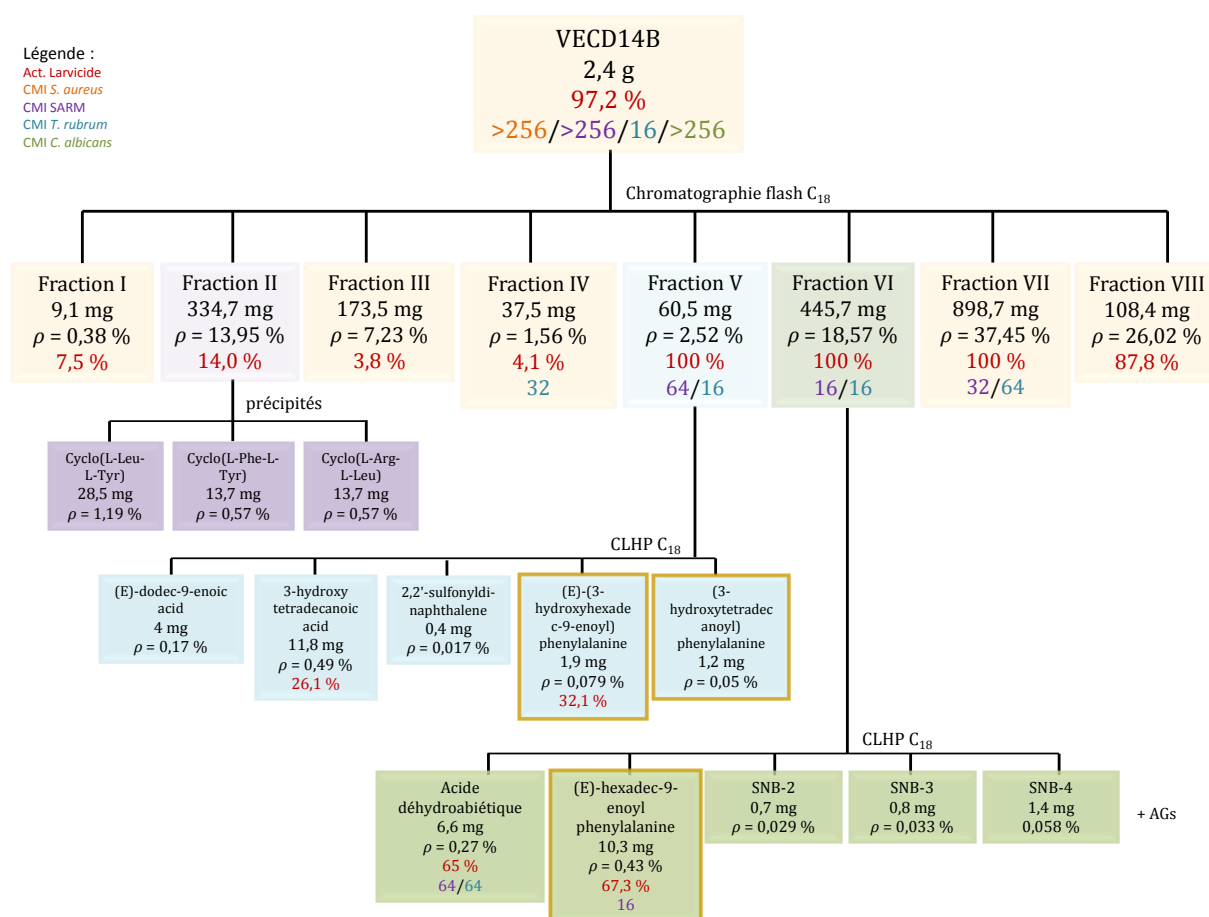 Légende :
Act. Larvicide
CMI S. aureus
CMI SARM
CMI T. rubrum
CMI C. albicans
VECD14B
2,4 g
97,2 %
>256/>256/16/>256
Chromatographie flash C18
Fraction I
9,1 mg
ρ = 0,38 %
7,5 %
Fraction II
334,7 mg
ρ = 13,95 %
14,0 %
Fraction III
173,5 mg
ρ = 7,23 %
3,8 %
Fraction IV
37,5 mg
ρ = 1,56 %
4,1 %
32
Fraction V
60,5 mg
ρ = 2,52 %
100 %
64/16
Fraction VI
445,7 mg
ρ = 18,57 %
100 %
16/16
Fraction VII
898,7 mg
ρ = 37,45 %
100 %
32/64
Fraction VIII
108,4 mg
ρ = 26,02 %
87,8 %
précipités
Cyclo(L-Leu-
L-Tyr)
28,5 mg
ρ = 1,19 %
Cyclo(L-Phe-L-
Tyr)
13,7 mg
ρ = 0,57 %
Cyclo(L-Arg-
L-Leu)
13,7 mg
ρ = 0,57 %
CLHP C18
(E)-dodec-9-enoic
acid
4 mg
ρ = 0,17 %
3-hydroxy
tetradecanoic
acid
11,8 mg
ρ = 0,49 %
26,1 %
2,2'-sulfonyldi-
naphthalene
0,4 mg
ρ = 0,017 %
(E)-(3-
hydroxyhexade
c-9-enoyl)
phenylalanine
1,9 mg
ρ = 0,079 %
32,1 %
(3-
hydroxytetradec
anoyl)
phenylalanine
1,2 mg
ρ = 0,05 %
CLHP C18
Acide
déhydroabiétique
6,6 mg
ρ = 0,27 %
65 %
64/64
(E)-hexadec-9-
enoyl
phenylalanine
10,3 mg
ρ = 0,43 %
67,3 %
16
SNB-2
0,7 mg
ρ = 0,029 %
SNB-3
0,8 mg
ρ = 0,033 %
SNB-4
1,4 mg
0,058 %
+ AGs